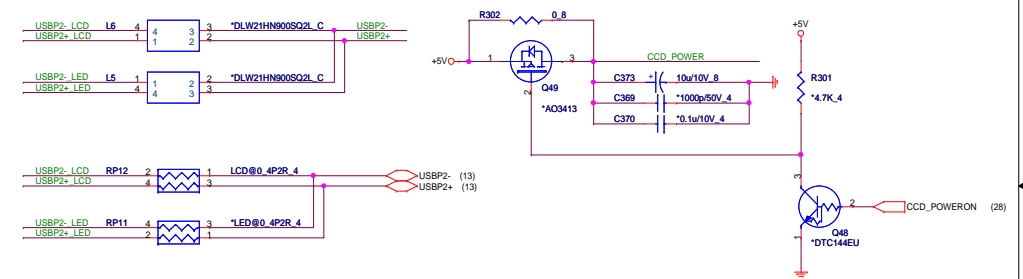 USBP2-_LCD L6 4 4 3 3 *DLW21HN900SQ2L_C USBP2-
USBP2+_LCD 1 1 2 2 USBP2+
USBP2-_LED L5 1 1 2 2 *DLW21HN900SQ2L_C
USBP2+_LED 4 4 3 3
USBP2-_LCD RP12 2 1 LCD@0_4P2R_4 USBP2- (13)
USBP2+_LCD 4 3 USBP2+ (13)
USBP2-_LED RP11 4 3 *LED@0_4P2R_4
USBP2+_LED 2 1
R302 0_8
+5V 1 3 CCD_POWER
Q49
2 *AO3413
C373 + 10u/10V_8
C369 *1000p/50V_4
C370 *0.1u/10V_4
+5V
R301
*4.7K_4
3
2 CCD_POWERON (28)
1 Q48
*DTC144EU